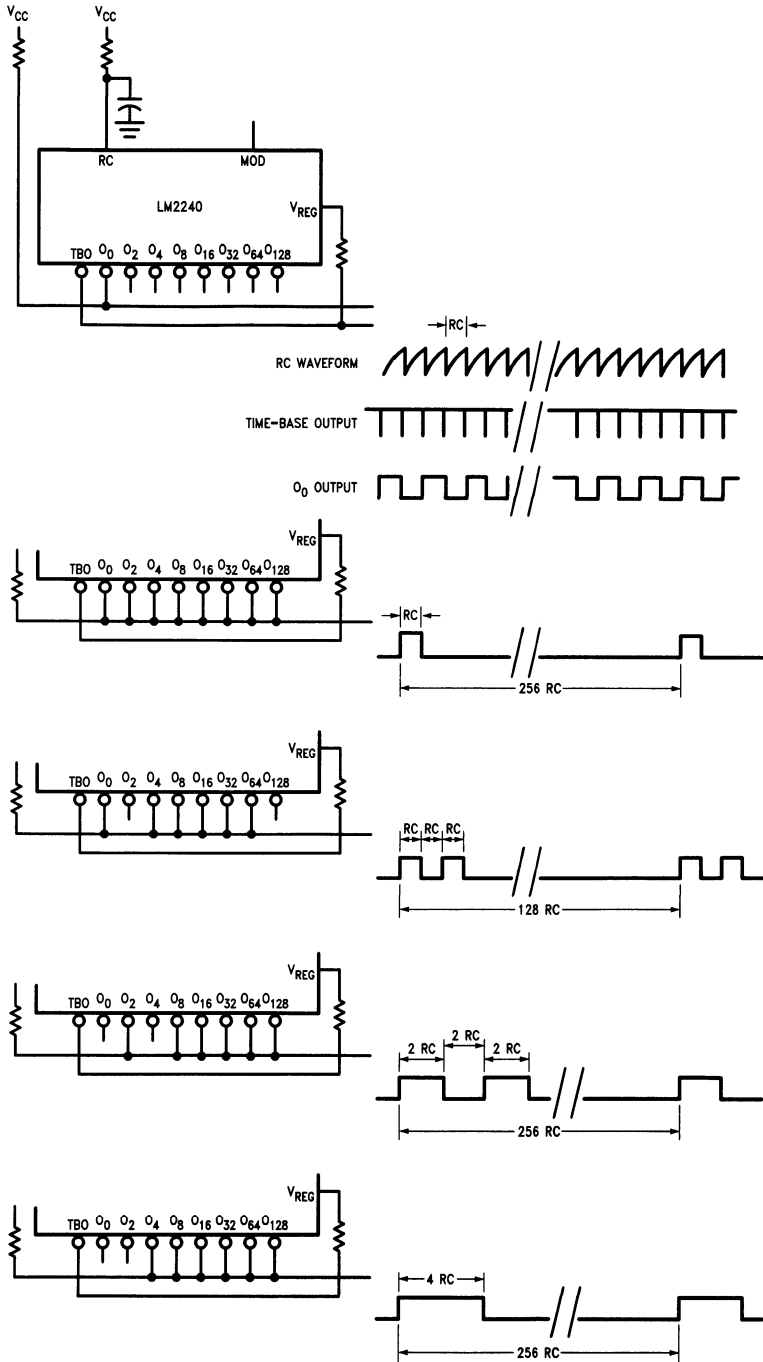 VCC VCC
RC MOD
LM2240
VREG
TBO O0 O2 O4 O8 O16 O32 O64 O128
RC
RC WAVEFORM
TIME-BASE OUTPUT
O0 OUTPUT
VREG
TBO O0 O2 O4 O8 O16 O32 O64 O128
RC
256 RC
VREG
TBO O0 O2 O4 O8 O16 O32 O64 O128
RC RC RC
128 RC
VREG
TBO O0 O2 O4 O8 O16 O32 O64 O128
2 RC
2 RC 2 RC
256 RC
VREG
TBO O0 O2 O4 O8 O16 O32 O64 O128
4 RC
256 RC